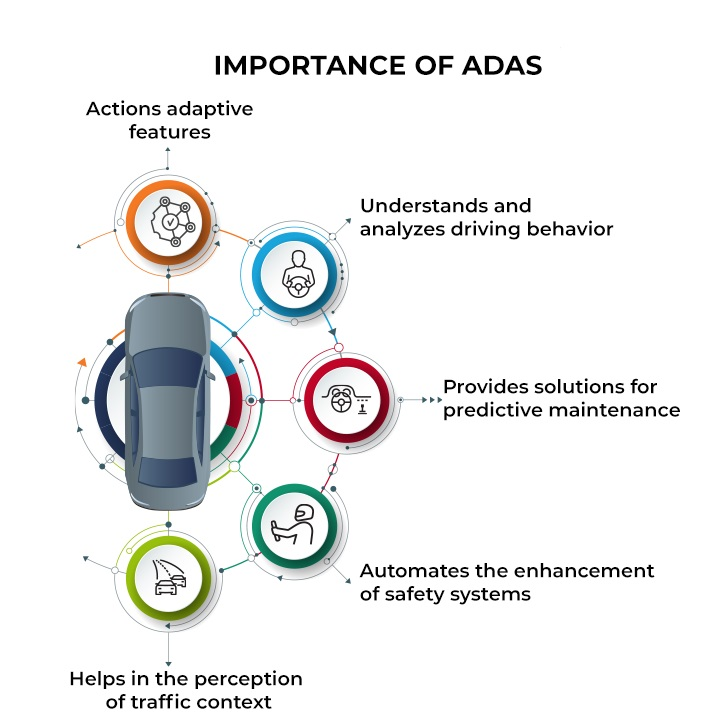 IMPORTANCE OF ADAS
Actions adaptive
features
Understands and
analyzes driving behavior
Provides solutions for
predictive maintenance
Automates the enhancement
of safety systems
Helps in the perception
of traffic context